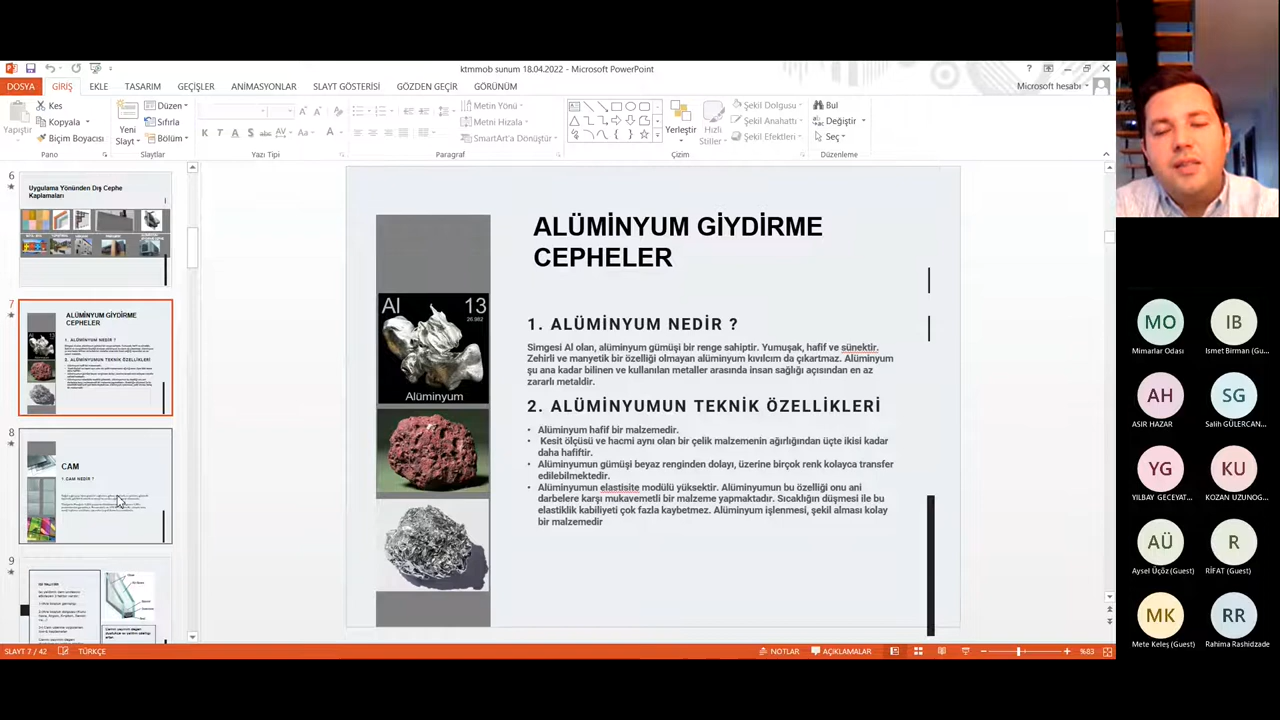 ktmmob sunum 18.04.2022 - Microsoft PowerPoint
DOSYA GİRİŞ EKLE TASARIM GEÇİŞLER ANİMASYONLAR SLAYT GÖSTERİSİ GÖZDEN GEÇİR GÖRÜNÜM
Microsoft hesabı
Yapıştır
Kes
Kopyala
Biçim Boyacısı
Pano
Yeni Slayt
Düzen
Sıfırla
Bölüm
Slaytlar
Yazı Tipi
Metin Yönü
Metni Hizala
SmartArt'a Dönüştür
Paragraf
Yerleştir
Hızlı Stiller
Şekil Dolgusu
Şekil Anahattı
Şekil Efektleri
Çizim
Bul
Değiştir
Seç
Düzenleme
6
Uygulama Yönünden Dış Cephe
Kaplamaları
7
ALÜMİNYUM GİYDİRME
CEPHELER
1. ALÜMİNYUM NEDİR ?
2. ALÜMİNYUMUN TEKNİK ÖZELLİKLERİ
8
CAM
1.CAM NEDİR ?
9
ALÜMİNYUM GİYDİRME
CEPHELER
Al 13
26.982
Alüminyum
1. ALÜMİNYUM NEDİR ?
Simgesi Al olan, alüminyum gümüşi bir renge sahiptir. Yumuşak, hafif ve sünektir.
Zehirli ve manyetik bir özelliği olmayan alüminyum kıvılcım da çıkartmaz. Alüminyum
şu ana kadar bilinen ve kullanılan metaller arasında insan sağlığı açısından en az
zararlı metaldir.
2. ALÜMİNYUMUN TEKNİK ÖZELLİKLERİ
• Alüminyum hafif bir malzemedir.
• Kesit ölçüsü ve hacmi aynı olan bir çelik malzemenin ağırlığından üçte ikisi kadar
daha hafiftir.
• Alüminyumun gümüşi beyaz renginden dolayı, üzerine birçok renk kolayca transfer
edilebilmektedir.
• Alüminyumun elastisite modülü yüksektir. Alüminyumun bu özelliği onu ani
darbelere karşı mukavemetli bir malzeme yapmaktadır. Sıcaklığın düşmesi ile bu
elastiklik kabiliyeti çok fazla kaybetmez. Alüminyum işlenmesi, şekil alması kolay
bir malzemedir
SLAYT 7 / 42 TÜRKÇE
NOTLAR AÇIKLAMALAR %83
MO IB
Mimarlar Odası Ismet Birman (Gu...
AH SG
ASIR HAZAR Salih GÜLERCAN...
YG KU
YILBAY GECEYAT... KOZAN UZUNOG...
AÜ R
Aysel Üçöz (Guest) RİFAT (Guest)
MK RR
Mete Keleş (Guest) Rahima Rashidzade